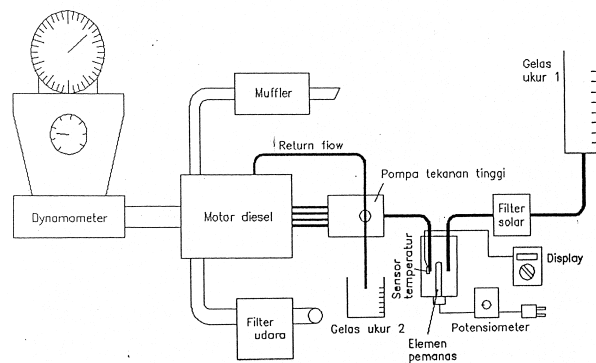 Gelas
ukur 1
Muffler
Return flow
Pompa tekanan tinggi
Dynamometer
Motor diesel
Filter
solar
Display
Sensor
temperatur
Filter
udara
Gelas ukur 2
Potensiometer
Elemen
pemanas